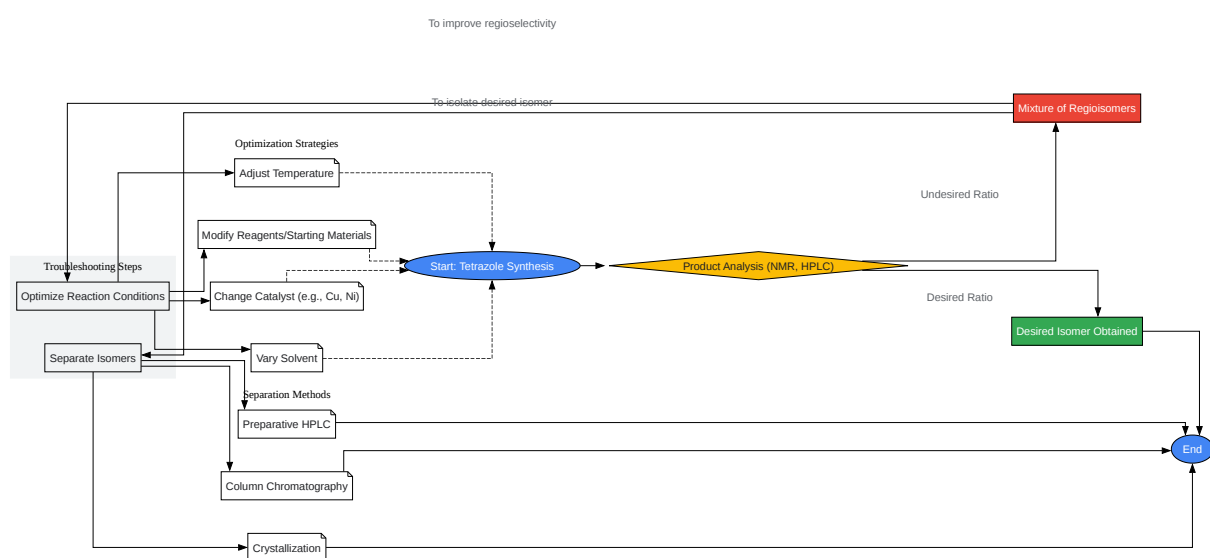 To improve regioselectivity
To isolate desired isomer
Mixture of Regioisomers
Optimization Strategies
Adjust Temperature
Undesired Ratio
Modify Reagents/Starting Materials
Troubleshooting Steps
Start: Tetrazole Synthesis
Product Analysis (NMR, HPLC)
Optimize Reaction Conditions
Change Catalyst (e.g., Cu, Ni)
Desired Ratio
Desired Isomer Obtained
Separate Isomers
Vary Solvent
Separation Methods
Preparative HPLC
End
Column Chromatography
Crystallization